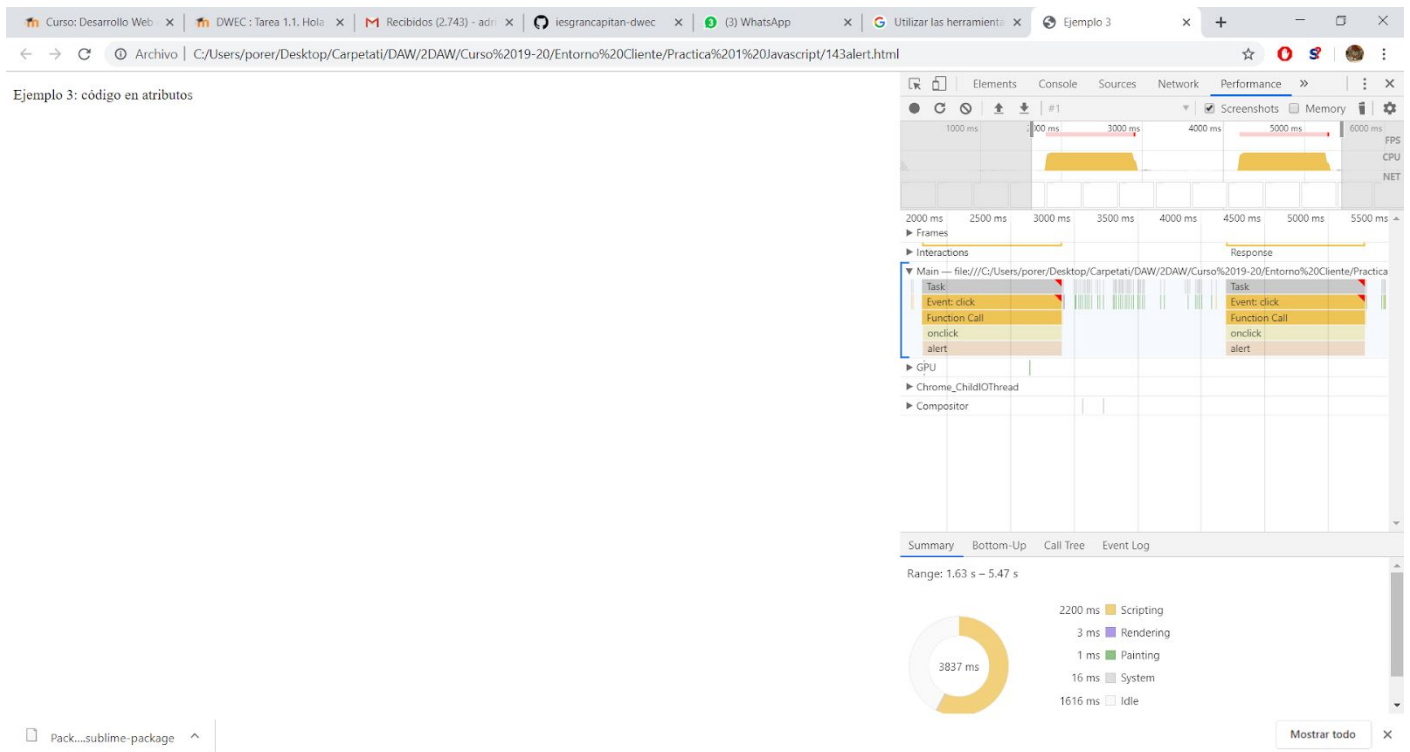 Curso: Desarrollo Web
DWEC : Tarea 1.1. Hola
Recibidos (2.743) - adri
iesgrancapitan-dwec
(3) WhatsApp
Utilizar las herramienta
Ejemplo 3
Archivo | C:/Users/porer/Desktop/Carpetati/DAW/2DAW/Curso%2019-20/Entorno%20Cliente/Practica%201%20Javascript/143alert.html
Ejemplo 3: código en atributos
Elements Console Sources Network Performance »
#1 Screenshots Memory
1000 ms 2000 ms 3000 ms 4000 ms 5000 ms 6000 ms
FPS
CPU
NET
2000 ms 2500 ms 3000 ms 3500 ms 4000 ms 4500 ms 5000 ms 5500 ms
Frames
Interactions Response
Main — file:///C:/Users/porer/Desktop/Carpetati/DAW/2DAW/Curso%2019-20/Entorno%20Cliente/Practica
Task Task
Event: click Event: click
Function Call Function Call
onclick onclick
alert alert
GPU
Chrome_ChildIOThread
Compositor
Summary Bottom-Up Call Tree Event Log
Range: 1.63 s – 5.47 s
2200 ms Scripting
3 ms Rendering
1 ms Painting
3837 ms
16 ms System
1616 ms Idle
Pack....sublime-package
Mostrar todo